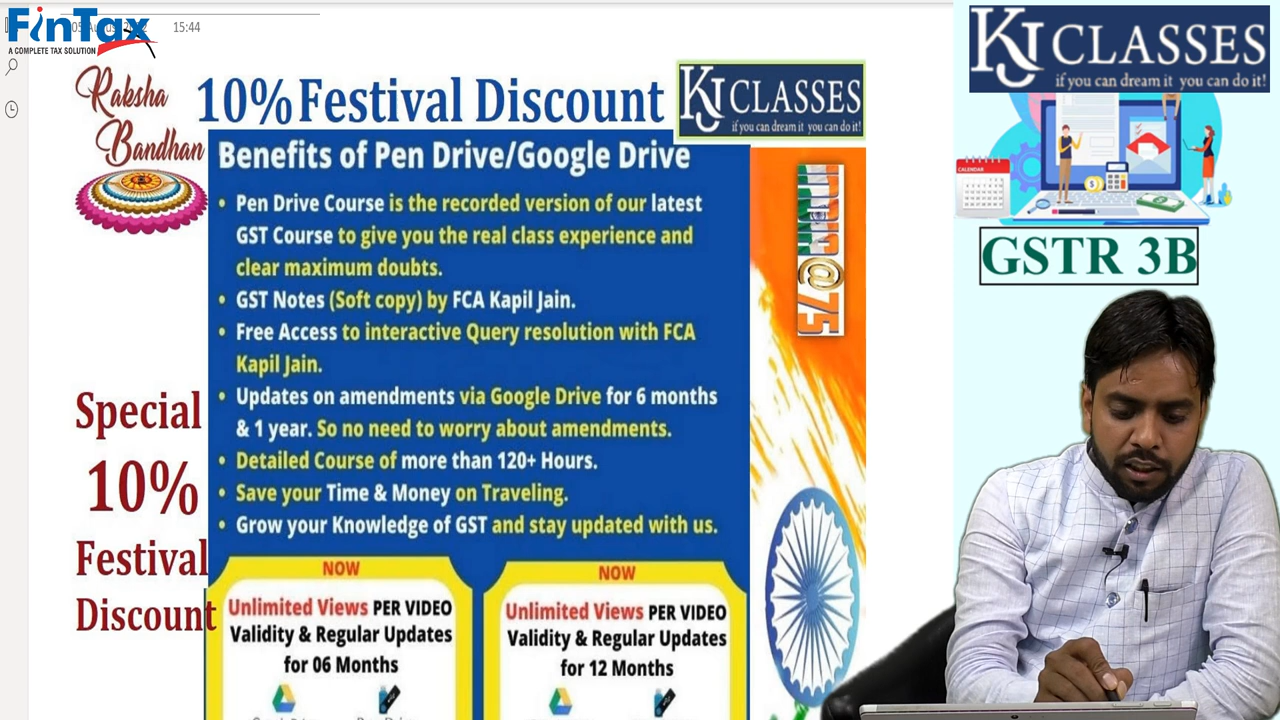 FinTax
A COMPLETE TAX SOLUTION
15:44
Raksha
Bandhan
10% Festival Discount
KJ CLASSES
if you can dream it you can do it!
Benefits of Pen Drive/Google Drive
• Pen Drive Course is the recorded version of our latest
GST Course to give you the real class experience and
clear maximum doubts.
• GST Notes (Soft copy) by FCA Kapil Jain.
• Free Access to interactive Query resolution with FCA
Kapil Jain.
• Updates on amendments via Google Drive for 6 months
& 1 year. So no need to worry about amendments.
• Detailed Course of more than 120+ Hours.
• Save your Time & Money on Traveling.
• Grow your Knowledge of GST and stay updated with us.
Special
10%
Festival
Discount
NOW
Unlimited Views PER VIDEO
Validity & Regular Updates
for 06 Months
NOW
Unlimited Views PER VIDEO
Validity & Regular Updates
for 12 Months
INDIA@75
KJ CLASSES
if you can dream it you can do it!
CALENDAR
GSTR 3B